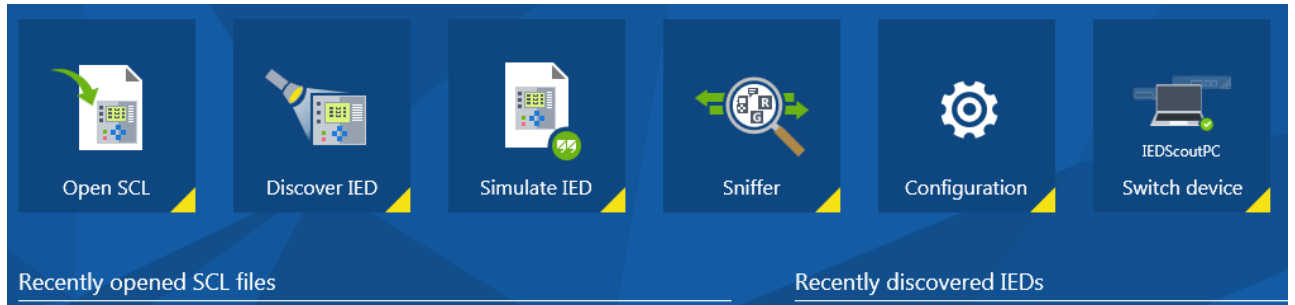 R
G
IEDScoutPC
Open SCL
Discover IED
Simulate IED
Sniffer
Configuration
Switch device
Recently opened SCL files
Recently discovered IEDs